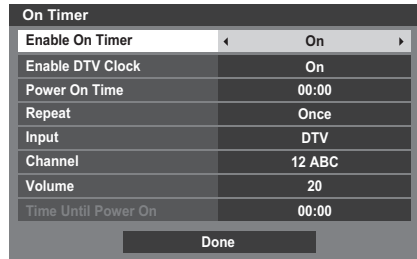 On Timer
Enable On Timer On
Enable DTV Clock On
Power On Time 00:00
Repeat Once
Input DTV
Channel 12 ABC
Volume 20
Time Until Power On 00:00
Done